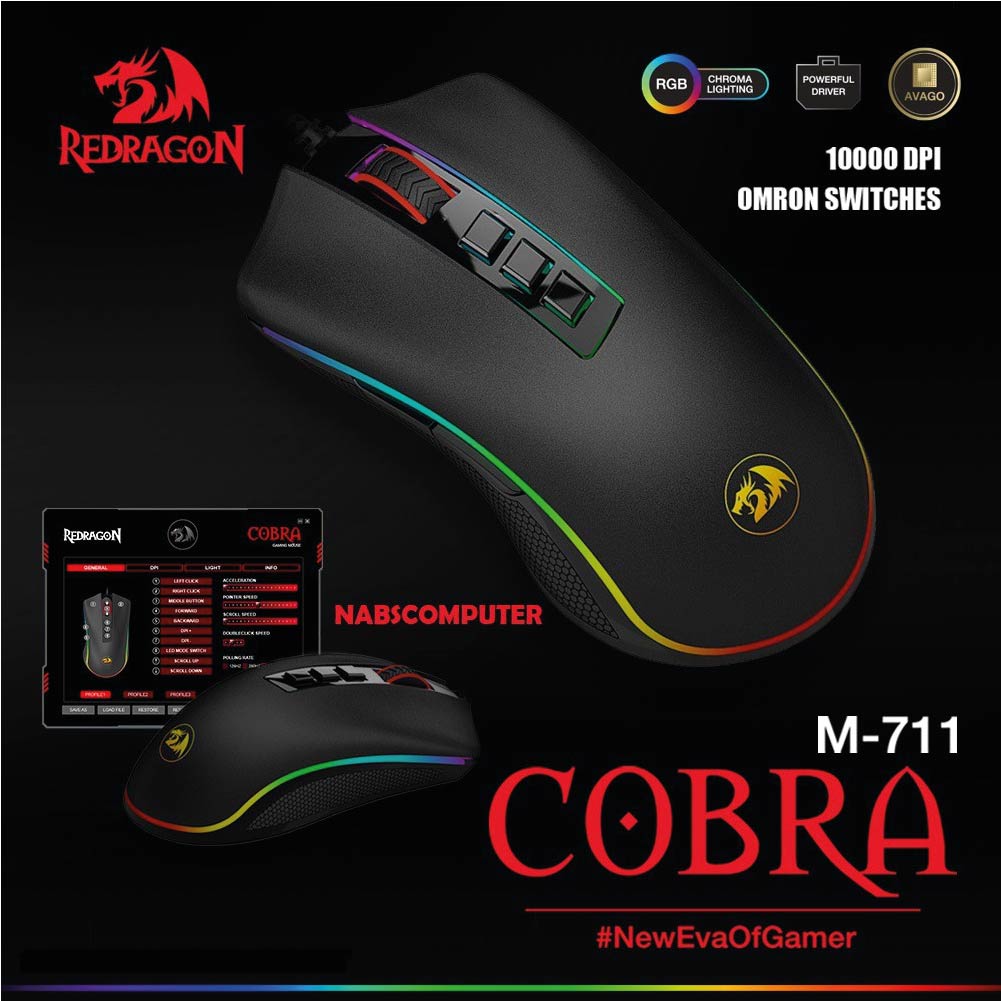 REDRAGON
RGB
CHROMA
LIGHTING
POWERFUL
DRIVER
AVAGO
10000 DPI
OMRON SWITCHES
REDRAGON
COBRA
GAMING MOUSE
GENERAL
DPI
LIGHT
INFO
LEFT CLICK
RIGHT CLICK
MIDDLE BUTTON
FORWARD
BACKWARD
DPI +
DPI -
LED MODE SWITCH
SCROLL UP
SCROLL DOWN
ACCELERATION
POINTER SPEED
SCROLL SPEED
DOUBLECLICK SPEED
POLLING RATE
PROFILE1
PROFILE2
PROFILE3
SAVE AS
LOAD FILE
RESTORE
NABSCOMPUTER
M-711
COBRA
#NewEvaOfGamer